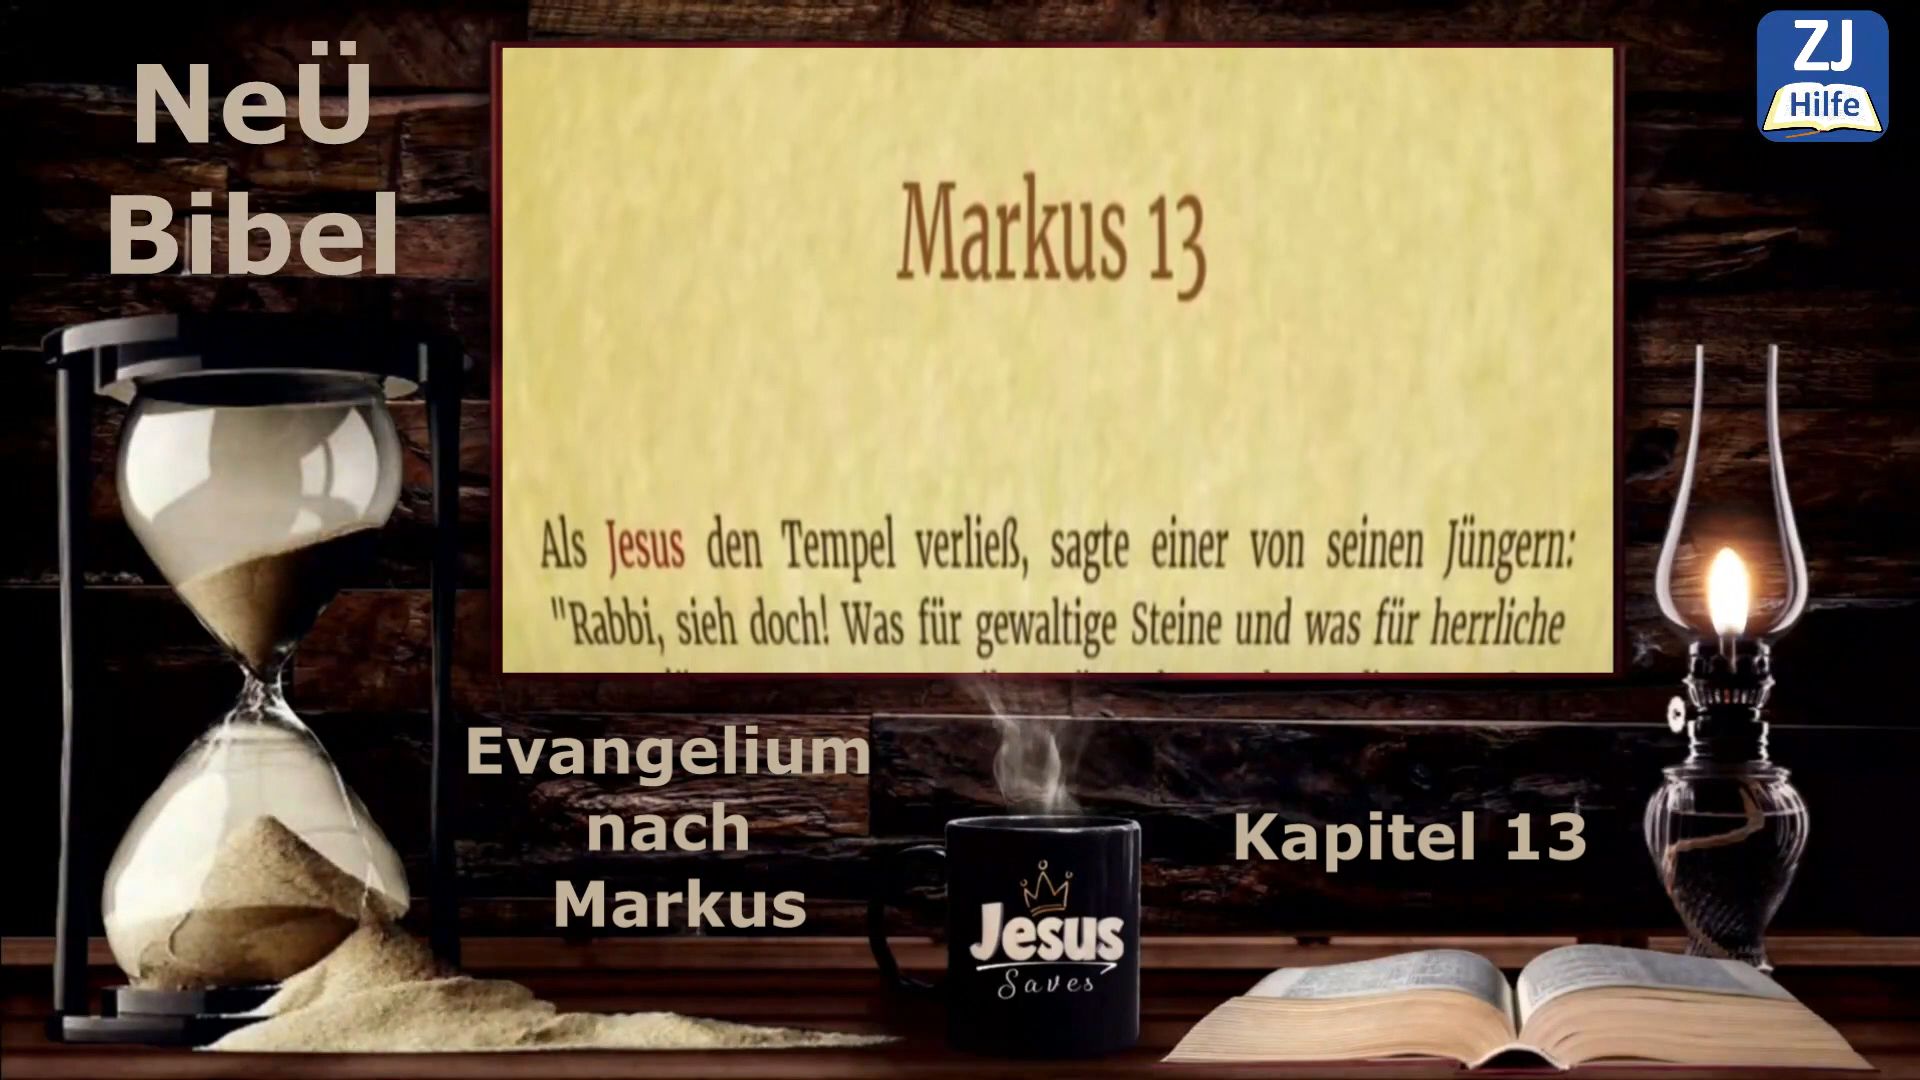 NeÜ
Bibel
ZJ
Hilfe
Markus 13
Als Jesus den Tempel verließ, sagte einer von seinen Jüngern:
"Rabbi, sieh doch! Was für gewaltige Steine und was für herrliche
Evangelium
nach
Markus
Kapitel 13
Jesus
Saves